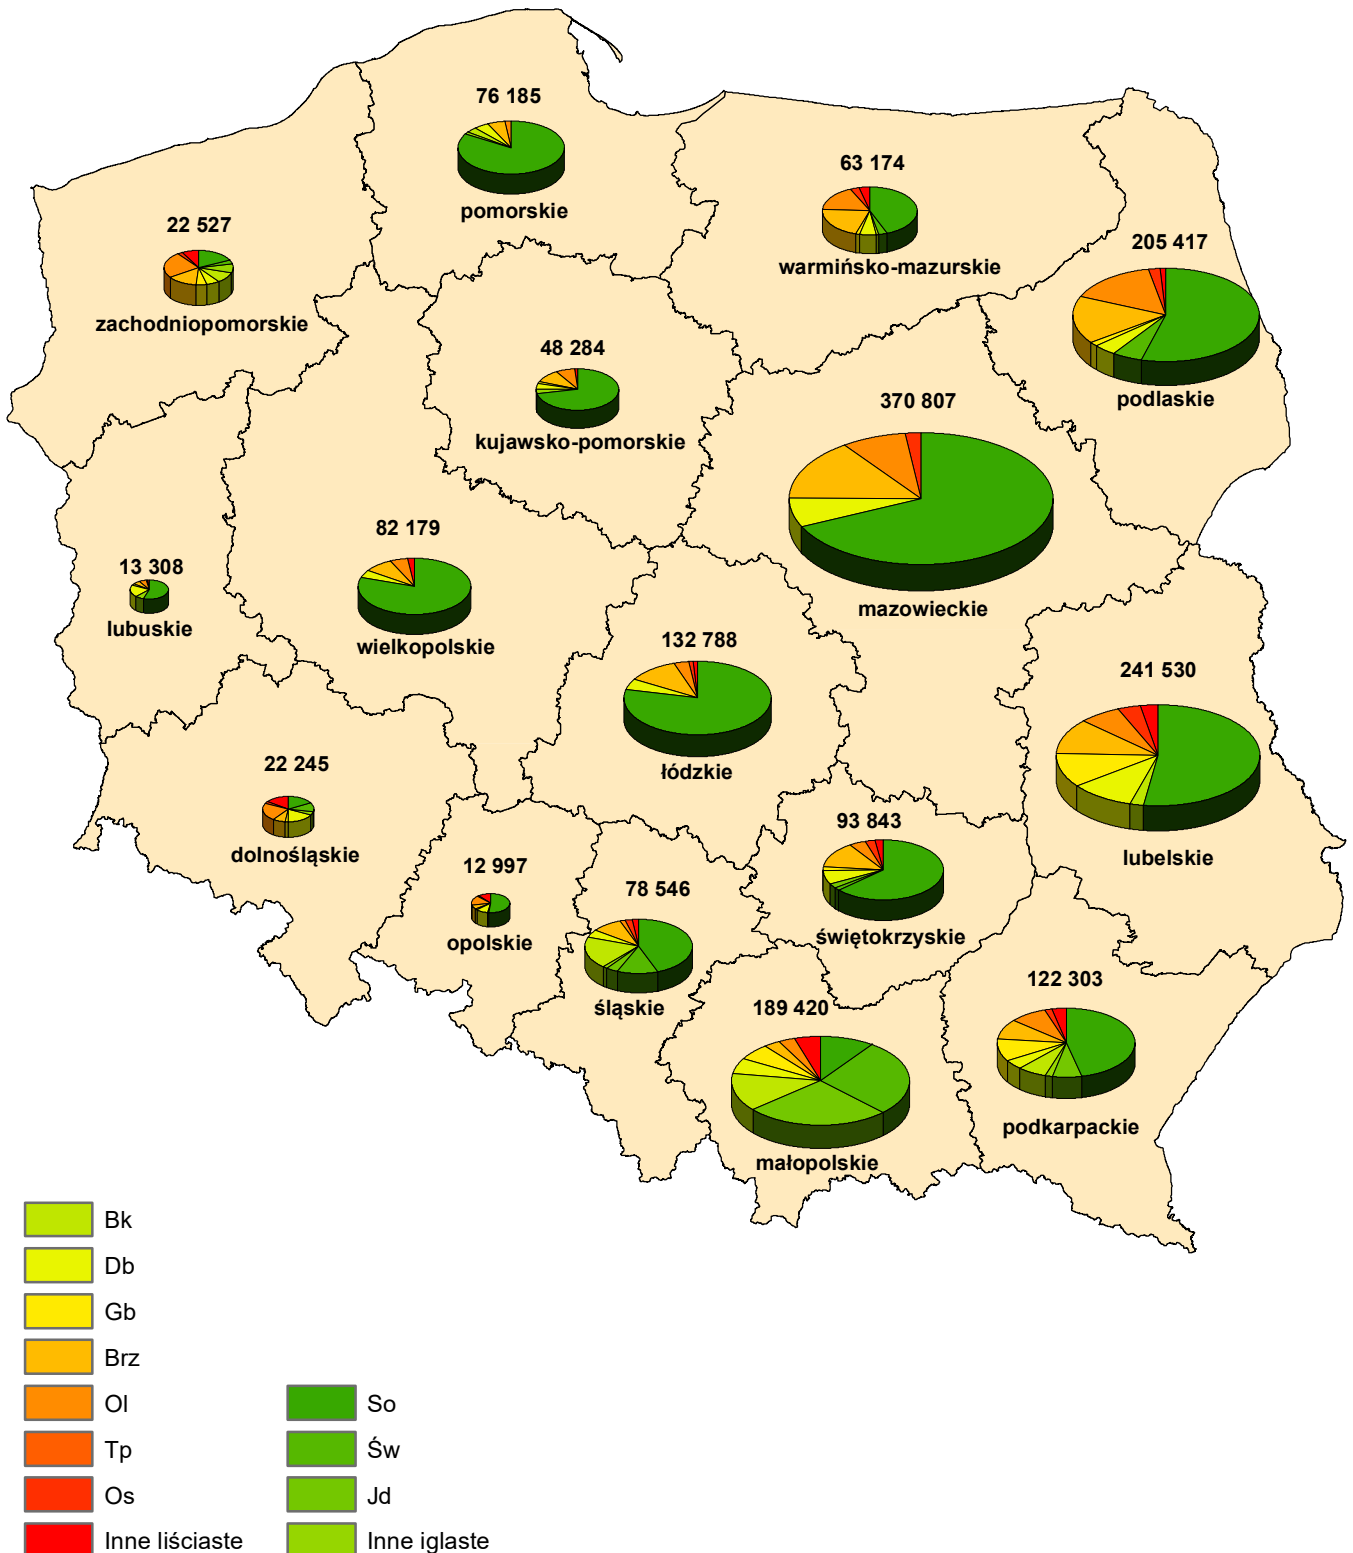 76 185
pomorskie
63 174
warmińsko-mazurskie
22 527
zachodniopomorskie
205 417
podlaskie
48 284
kujawsko-pomorskie
370 807
mazowieckie
82 179
wielkopolskie
13 308
lubuskie
132 788
łódzkie
241 530
lubelskie
22 245
dolnośląskie
93 843
świętokrzyskie
12 997
opolskie
78 546
śląskie
122 303
podkarpackie
189 420
małopolskie
Bk
Db
Gb
Brz
Ol
Tp
Os
Inne liściaste
So
Św
Jd
Inne iglaste